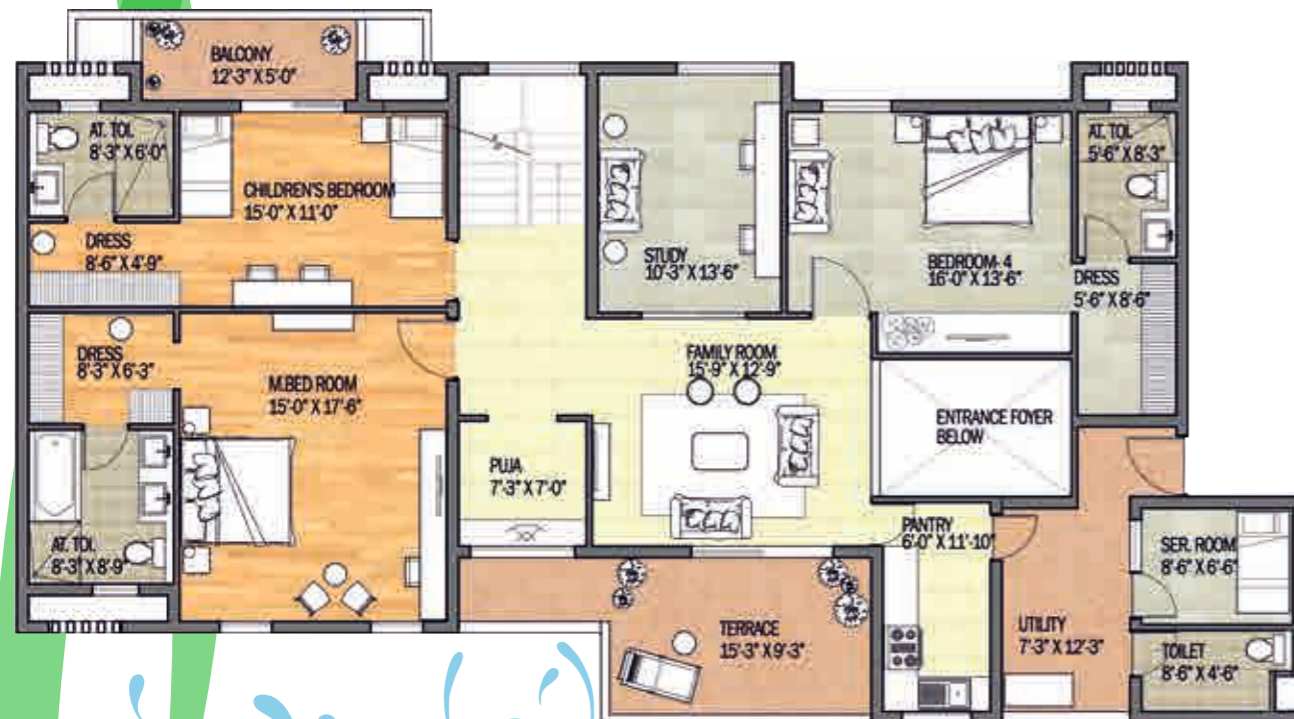 BALCONY
12'-3" X 5'-0"
AT. TOI.
8'-3" X 6'-0"
CHILDREN'S BEDROOM
15'-0" X 11'-0"
DRESS
8'-6" X 4'-9"
STUDY
10'-3" X 13'-6"
BEDROOM- 4
16'-0" X 13'-6"
AT. TOI.
5'-6" X 8'-3"
DRESS
5'-6" X 8'-6"
DRESS
8'-3" X 6'-3"
M.BED ROOM
15'-0" X 17'-6"
FAMILY ROOM
15'-9" X 12'-9"
ENTRANCE FOYER
BELOW
PUJA
7'-3" X 7'-0"
AT. TOI.
8'-3" X 8'-9"
PANTRY
6'-0" X 11'-10"
SER. ROOM
8'-6" X 6'-6"
TERRACE
15'-3" X 9'-3"
UTILITY
7'-3" X 12'-3"
TOILET
8'-6" X 4'-6"